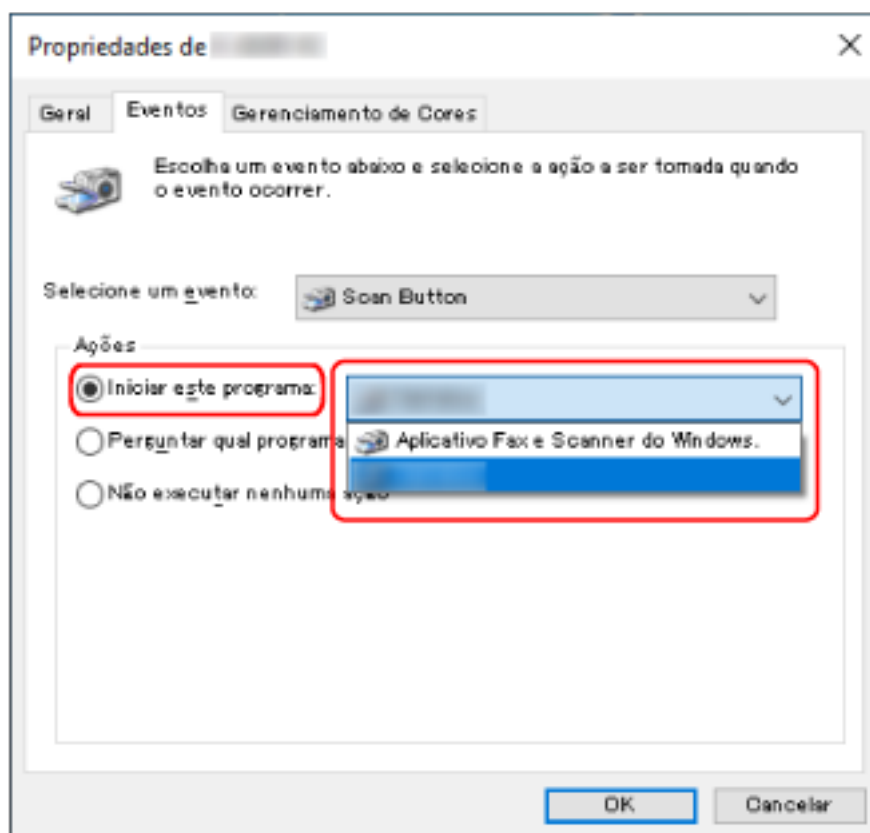 Propriedades de
Geral Eventos Gerenciamento de Cores
Escolha um evento abaixo e selecione a ação a ser tomada quando
o evento ocorrer.
Selecione um evento: Scan Button
Ações
Iniciar este programa:
Perguntar qual programa Aplicativo Fax e Scanner do Windows.
Não executar nenhuma ação
OK Cancelar